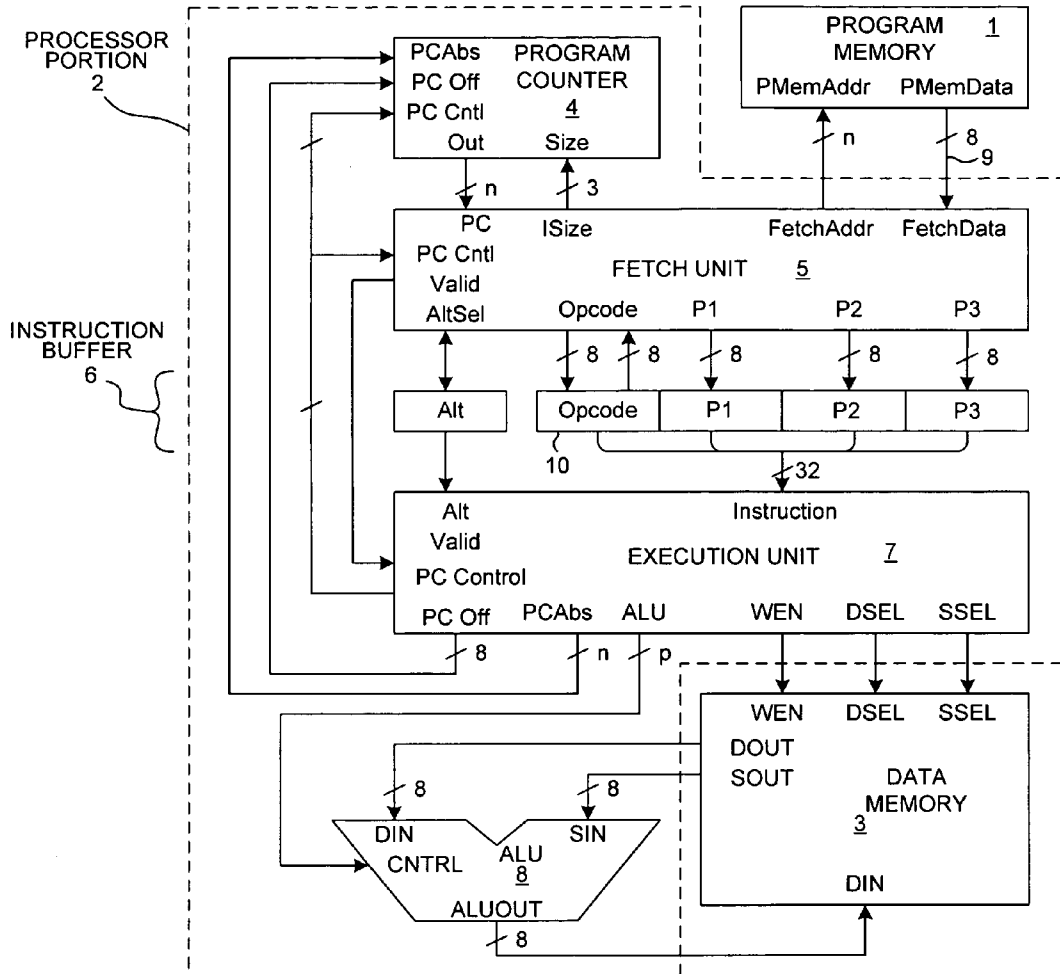 PROCESSOR
PORTION
2
PCAbs
PC Off
PC Cntl
PROGRAM
COUNTER
4
Out
Size
PROGRAM
MEMORY
1
PMemAddr
PMemData
n
3
n
8
9
PC
ISize
FetchAddr
FetchData
PC Cntl
Valid
AltSel
FETCH UNIT
5
Opcode
P1
P2
P3
INSTRUCTION
BUFFER
6
8
8
8
8
8
Alt
Opcode
P1
P2
P3
10
32
Alt
Valid
PC Control
PC Off
Instruction
EXECUTION UNIT
7
PCAbs
ALU
WEN
DSEL
SSEL
8
n
p
WEN
DSEL
SSEL
DOUT
SOUT
DATA
MEMORY
3
DIN
8
8
DIN
SIN
CNTRL
ALU
8
ALUOUT
8